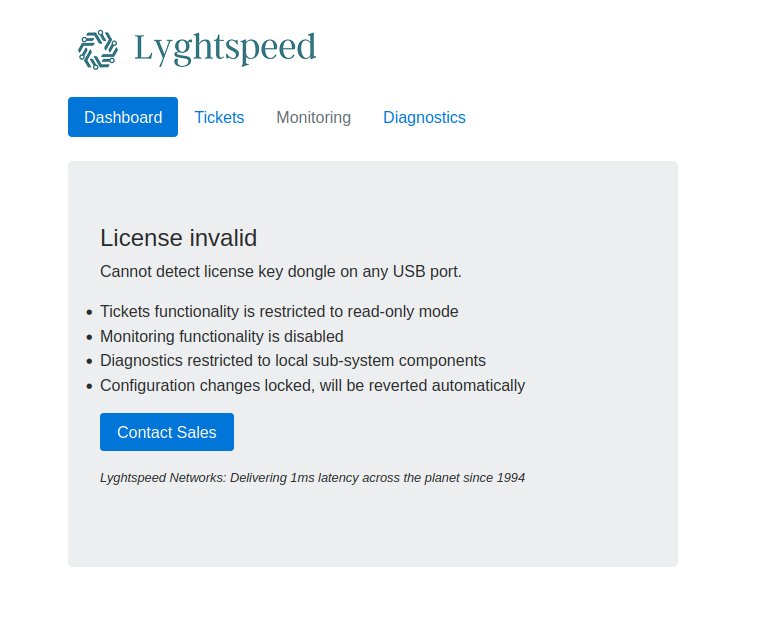 Lyghtspeed
Dashboard Tickets Monitoring Diagnostics
License invalid
Cannot detect license key dongle on any USB port.
• Tickets functionality is restricted to read-only mode
• Monitoring functionality is disabled
• Diagnostics restricted to local sub-system components
• Configuration changes locked, will be reverted automatically
Contact Sales
Lyghtspeed Networks: Delivering 1ms latency across the planet since 1994